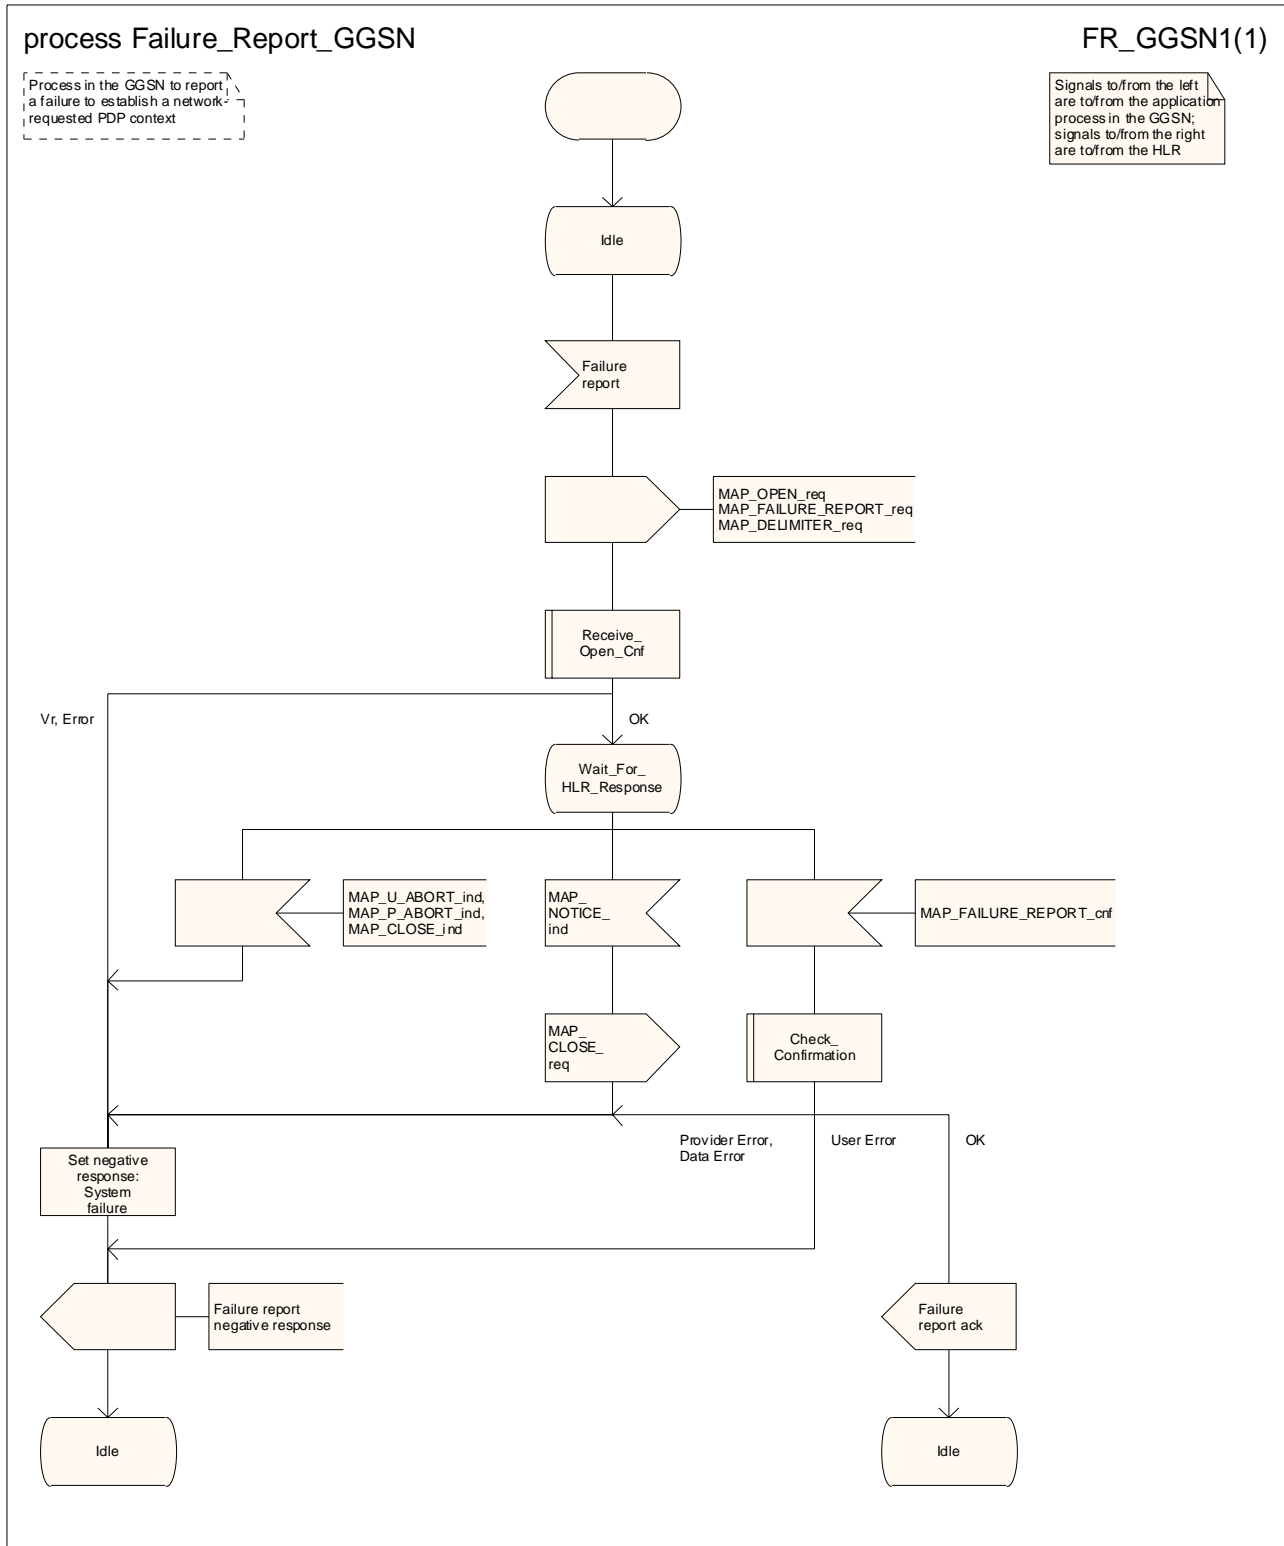 process Failure_Report_GGSN
FR_GGSN1(1)
Process in the GGSN to report
a failure to establish a network-
requested PDP context
Signals to/from the left
are to/from the application
process in the GGSN;
signals to/from the right
are to/from the HLR
Idle
Failure
report
MAP_OPEN_req
MAP_FAILURE_REPORT_req
MAP_DELIMITER_req
Receive_
Open_Cnf
Vr, Error
OK
Wait_For_
HLR_Response
MAP_U_ABORT_ind,
MAP_P_ABORT_ind,
MAP_CLOSE_ind
MAP_
NOTICE_
ind
MAP_FAILURE_REPORT_cnf
MAP_
CLOSE_
req
Check_
Confirmation
Provider Error,
Data Error
User Error
OK
Set negative
response:
System
failure
Failure report
negative response
Failure
report ack
Idle
Idle